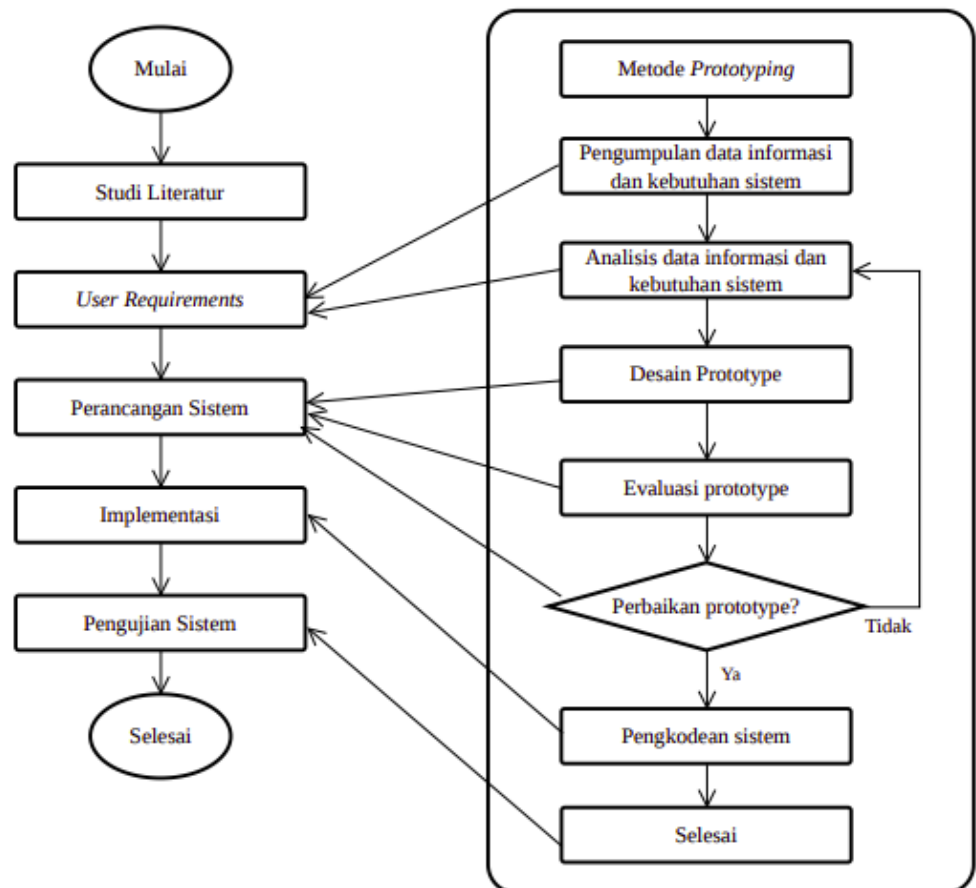 Mulai
Studi Literatur
User Requirements
Perancangan Sistem
Implementasi
Pengujian Sistem
Selesai
Metode Prototyping
Pengumpulan data informasi
dan kebutuhan sistem
Analisis data informasi dan
kebutuhan sistem
Desain Prototype
Evaluasi prototype
Perbaikan prototype?
Tidak
Ya
Pengkodean sistem
Selesai